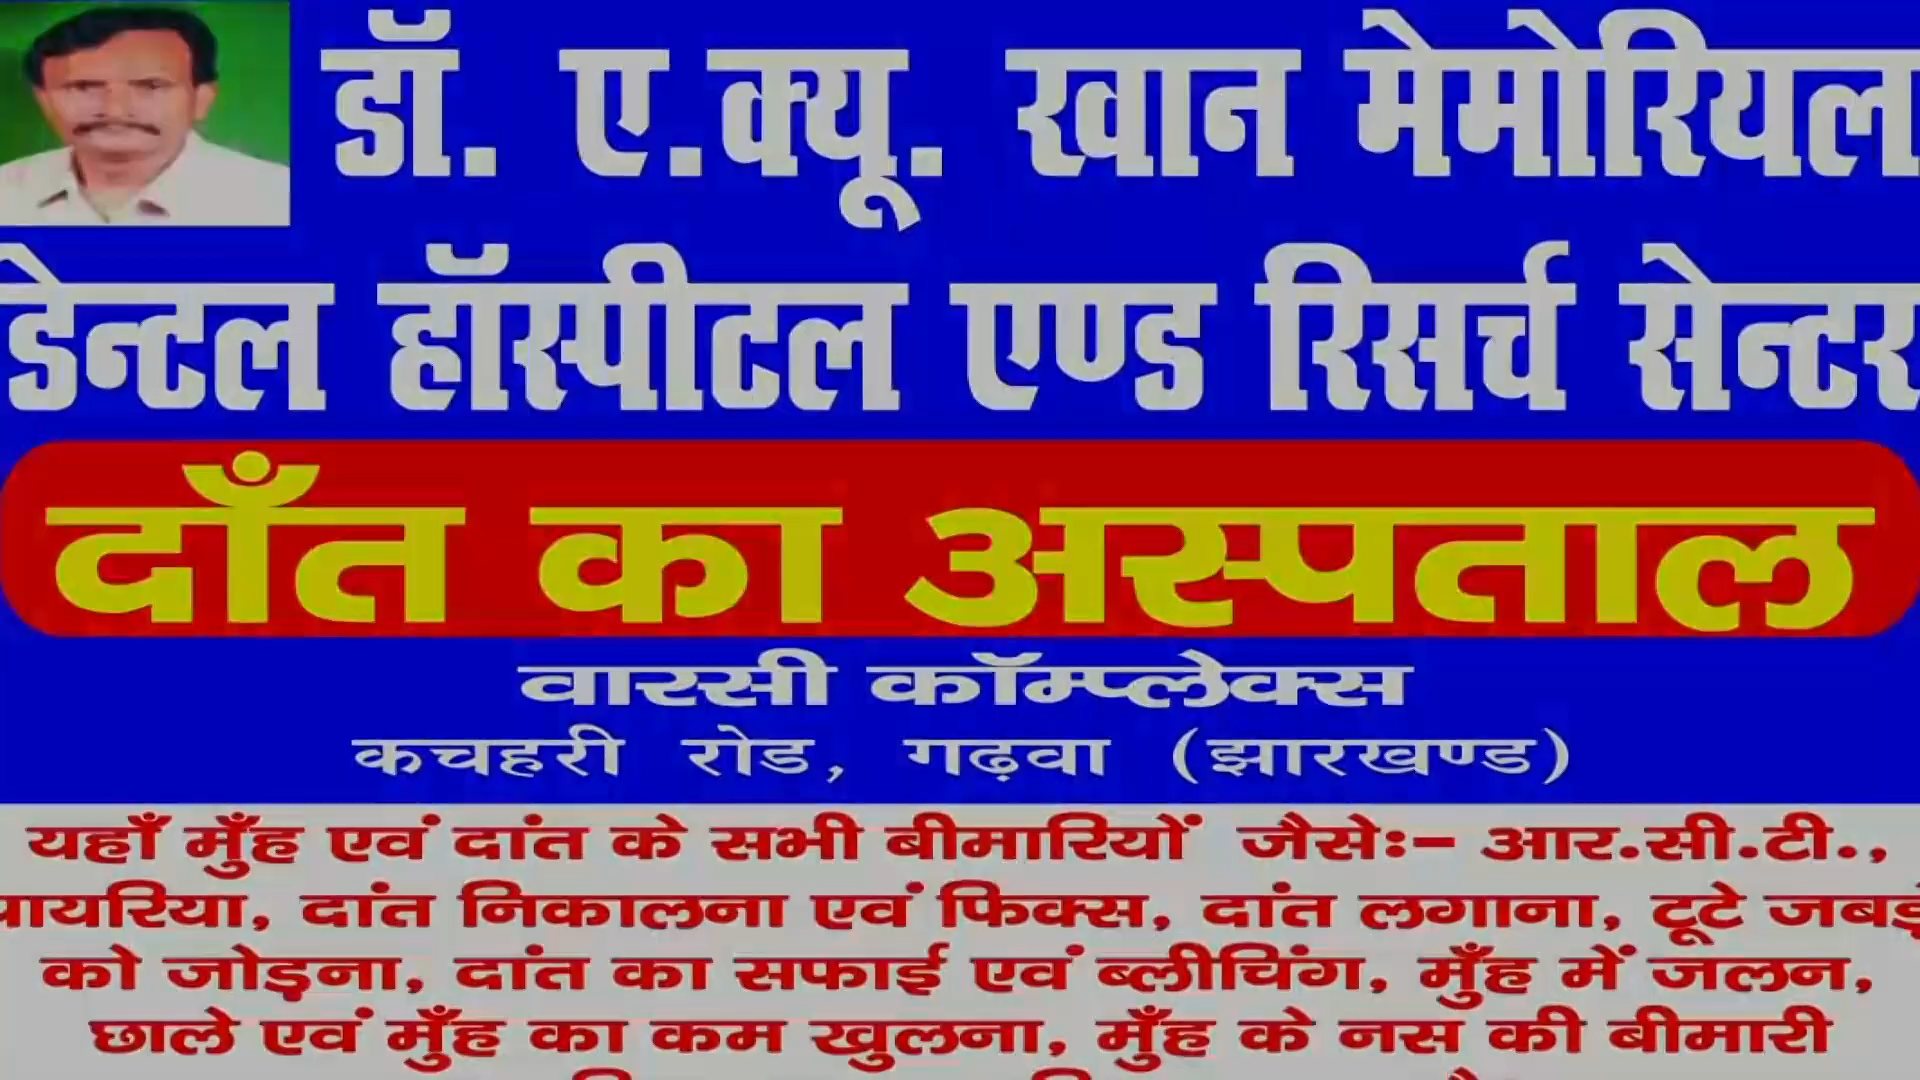 डॉ. ए.क्यू. खान मेमोरियल
डेन्टल हॉस्पीटल एण्ड रिसर्च सेन्टर
दाँत का अस्पताल
वारसी कॉम्प्लेक्स
कचहरी रोड, गढ़वा (झारखण्ड)
यहाँ मुँह एवं दांत के सभी बीमारियों जैसेः- आर.सी.टी.,
पायरिया, दांत निकालना एवं फिक्स, दांत लगाना, टूटे जबड़े
को जोड़ना, दांत का सफाई एवं ब्लीचिंग, मुँह में जलन,
छाले एवं मुँह का कम खुलना, मुँह के नस की बीमारी